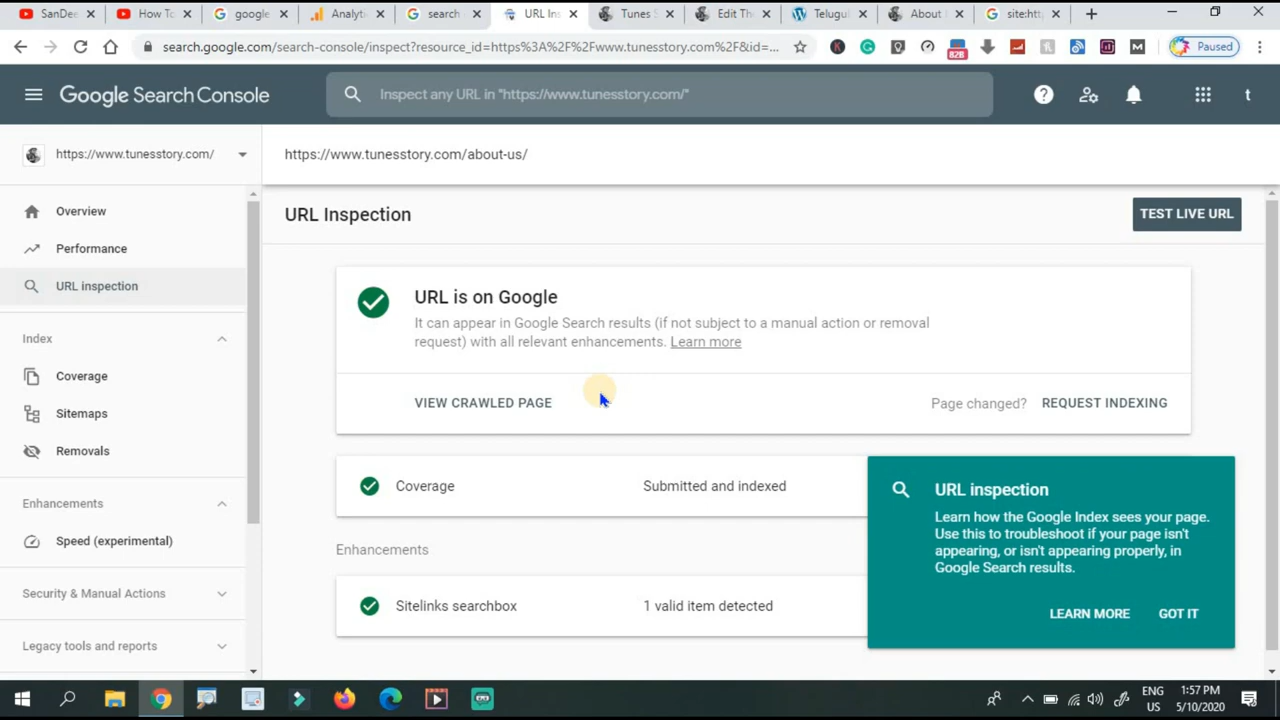 SanDee
How To
google
Analyti
search
URL Ins
Tunes S
Edit The
Telugu
About
site:htt
search.google.com/search-console/inspect?resource_id=https%3A%2F%2Fwww.tunesstory.com%2F&id=...
B2B
Paused
Google Search Console
Inspect any URL in "https://www.tunesstory.com/"
t
https://www.tunesstory.com/
https://www.tunesstory.com/about-us/
Overview
Performance
URL inspection
Index
Coverage
Sitemaps
Removals
Enhancements
Speed (experimental)
Security & Manual Actions
Legacy tools and reports
URL Inspection
TEST LIVE URL
URL is on Google
It can appear in Google Search results (if not subject to a manual action or removal
request) with all relevant enhancements. Learn more
VIEW CRAWLED PAGE
Page changed?
REQUEST INDEXING
Coverage
Submitted and indexed
Enhancements
Sitelinks searchbox
1 valid item detected
URL inspection
Learn how the Google Index sees your page.
Use this to troubleshoot if your page isn't
appearing, or isn't appearing properly, in
Google Search results.
LEARN MORE
GOT IT
ENG
US
1:57 PM
5/10/2020